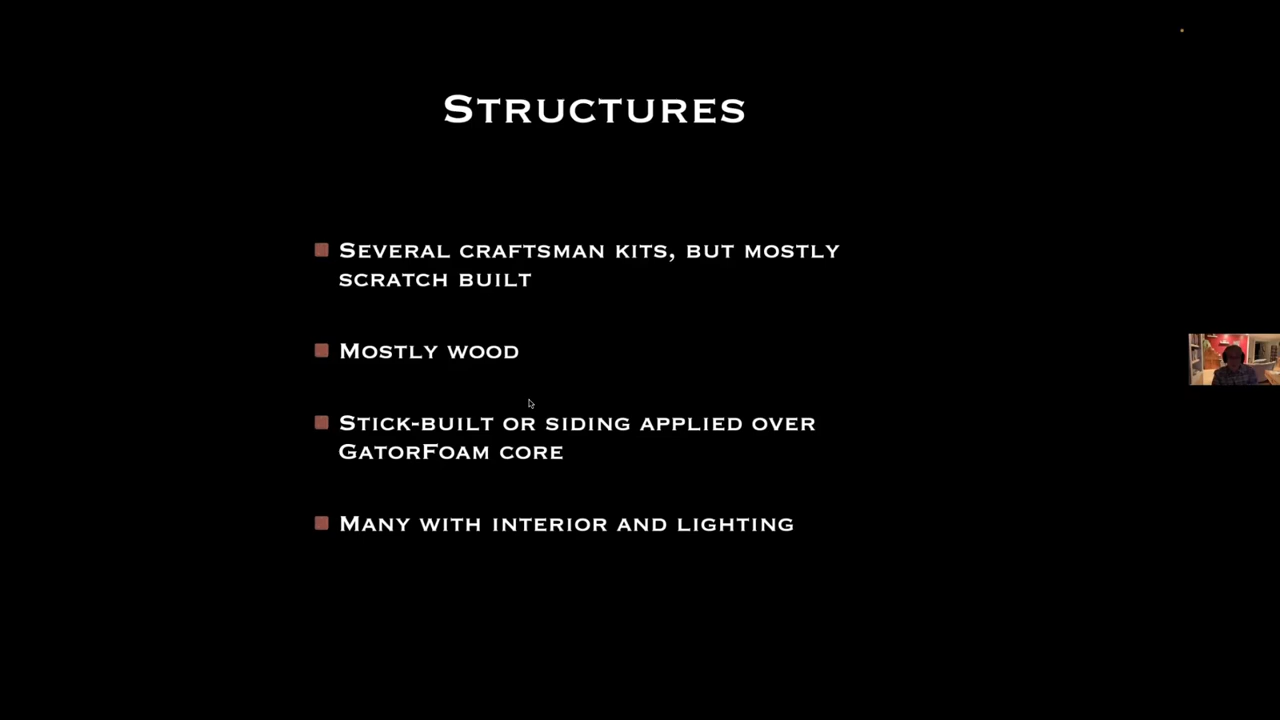 Structures
Several craftsman kits, but mostly
scratch built
Mostly wood
Stick-built or siding applied over
GatorFoam core
Many with interior and lighting